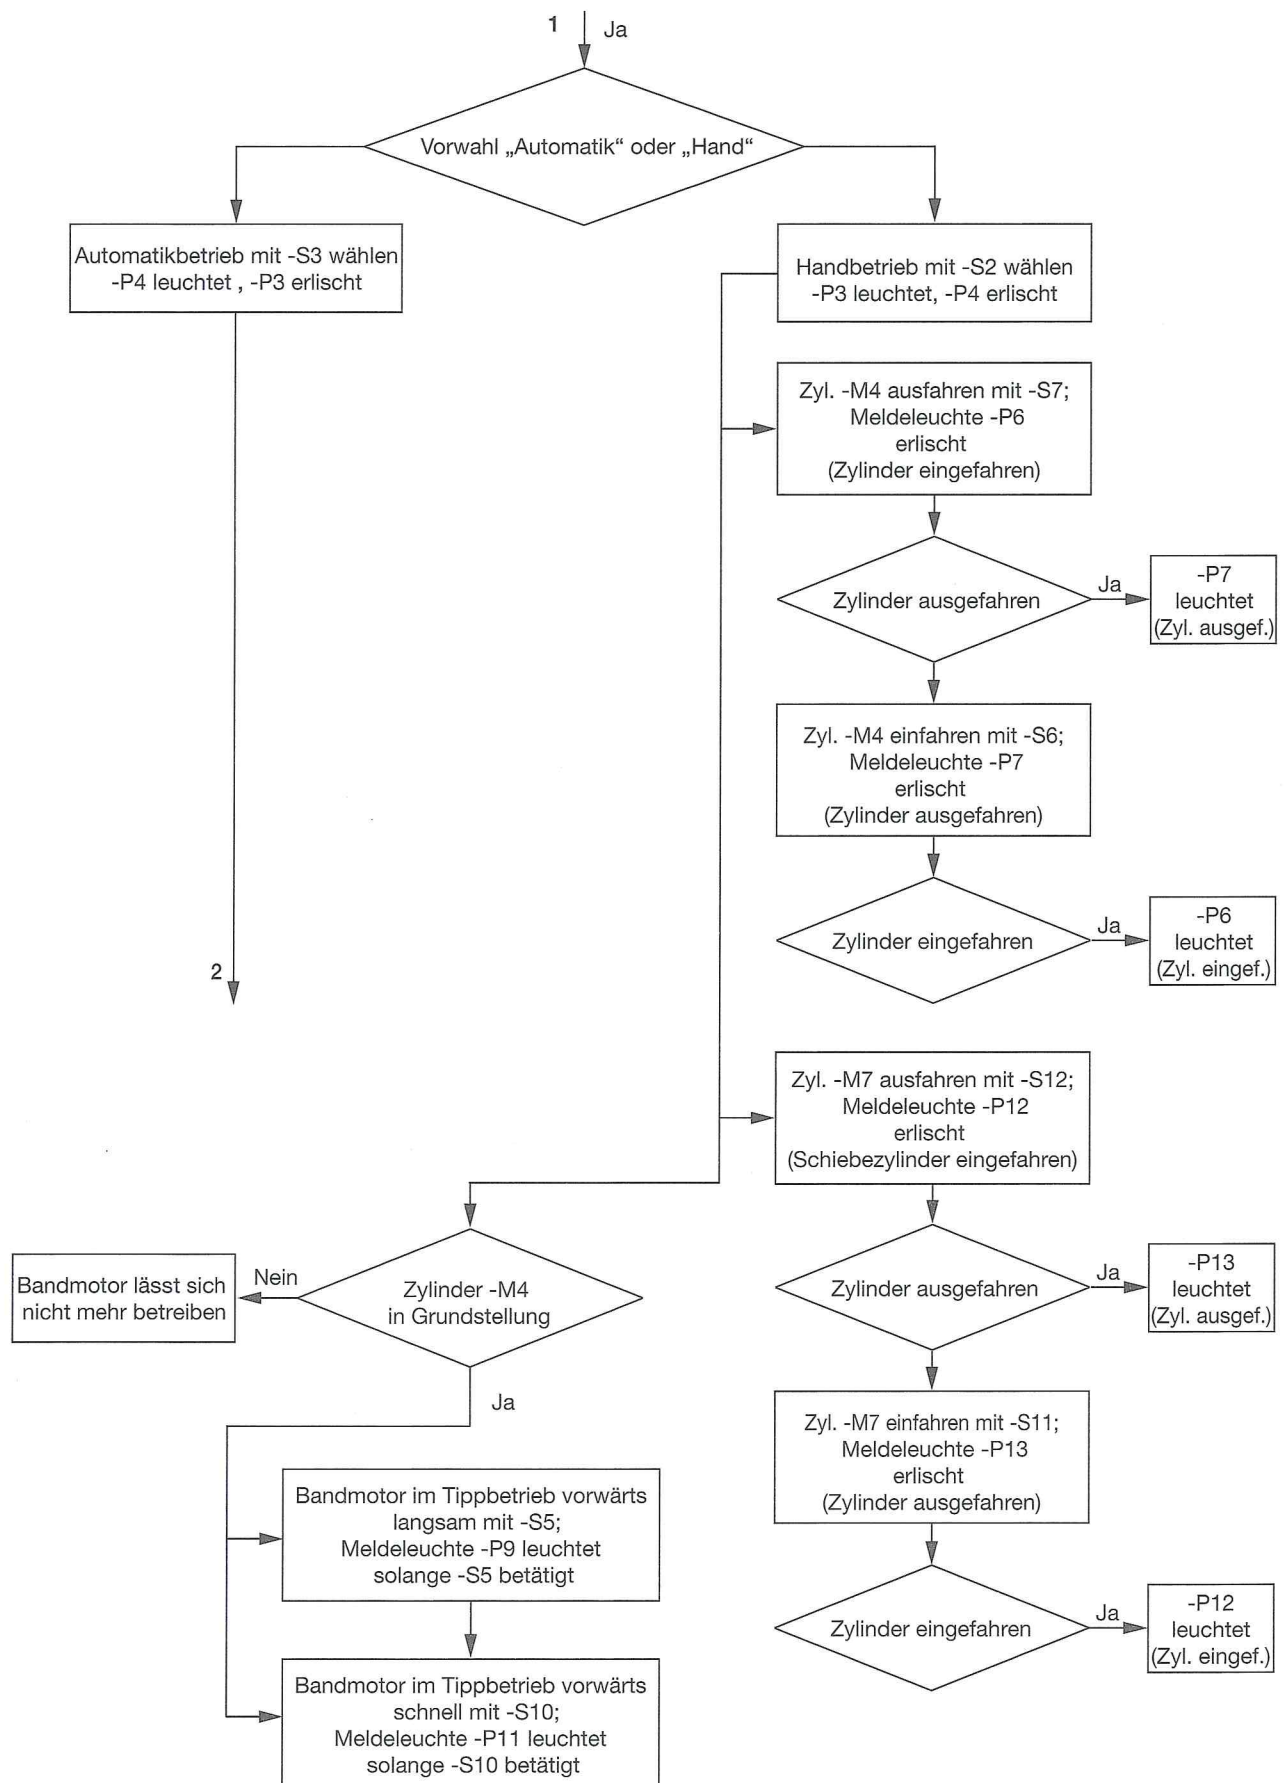 1
Ja
Vorwahl „Automatik“ oder „Hand“
Automatikbetrieb mit -S3 wählen
-P4 leuchtet , -P3 erlischt
Handbetrieb mit -S2 wählen
-P3 leuchtet, -P4 erlischt
Zyl. -M4 ausfahren mit -S7;
Meldeleuchte -P6
erlischt
(Zylinder eingefahren)
Zylinder ausgefahren
Ja
-P7
leuchtet
(Zyl. ausgef.)
Zyl. -M4 einfahren mit -S6;
Meldeleuchte -P7
erlischt
(Zylinder ausgefahren)
Zylinder eingefahren
Ja
-P6
leuchtet
(Zyl. eingef.)
2
Zyl. -M7 ausfahren mit -S12;
Meldeleuchte -P12
erlischt
(Schiebezylinder eingefahren)
Zylinder ausgefahren
Ja
-P13
leuchtet
(Zyl. ausgef.)
Zyl. -M7 einfahren mit -S11;
Meldeleuchte -P13
erlischt
(Zylinder ausgefahren)
Zylinder eingefahren
Ja
-P12
leuchtet
(Zyl. eingef.)
Zylinder -M4
in Grundstellung
Nein
Bandmotor lässt sich
nicht mehr betreiben
Ja
Bandmotor im Tippbetrieb vorwärts
langsam mit -S5;
Meldeleuchte -P9 leuchtet
solange -S5 betätigt
Bandmotor im Tippbetrieb vorwärts
schnell mit -S10;
Meldeleuchte -P11 leuchtet
solange -S10 betätigt